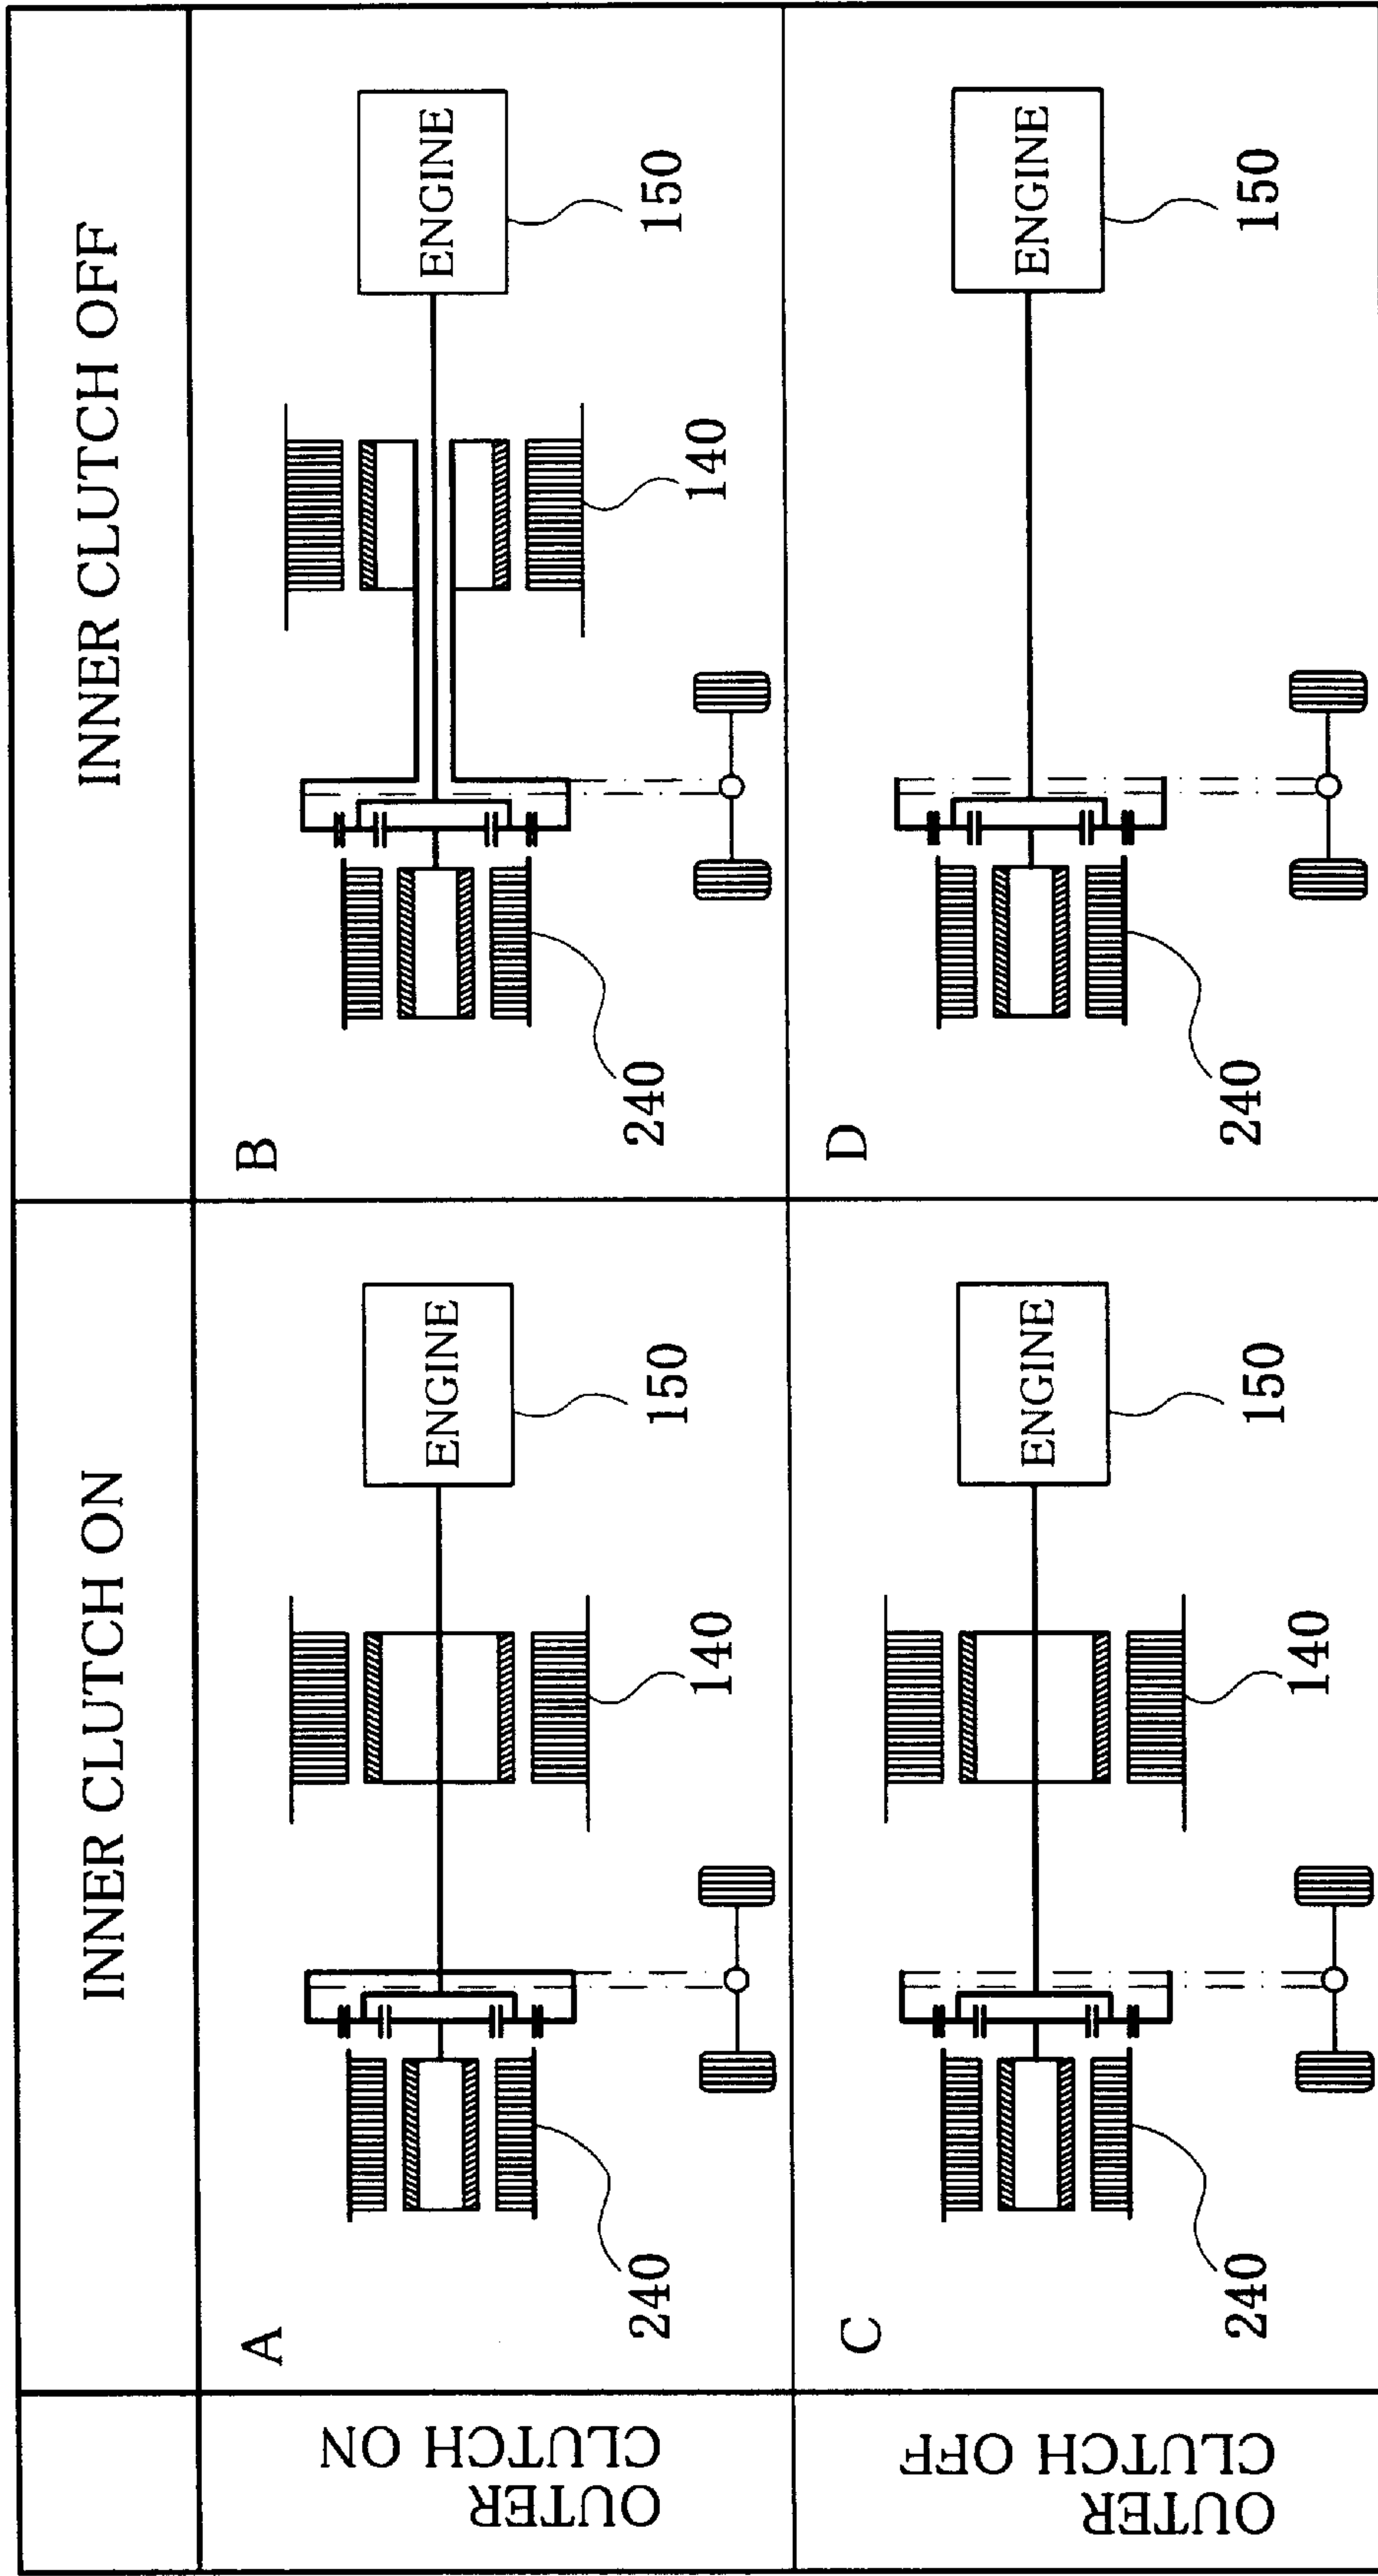 INNER CLUTCH ON
INNER CLUTCH OFF
OUTER
CLUTCH ON
A
ENGINE
150
140
240
B
ENGINE
150
140
240
OUTER
CLUTCH OFF
C
ENGINE
150
140
240
D
ENGINE
150
240